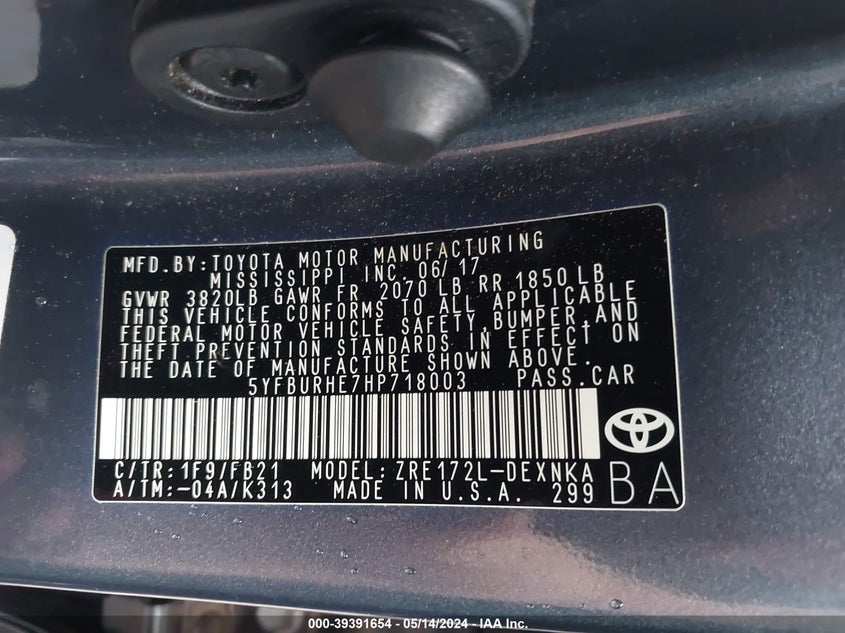 MFD.BY:TOYOTA MOTOR MANUFACTURING
MISSISSIPPI INC. 06/17
GVWR 3820LB GAWR FR 2070 LB RR 1850 LB
THIS VEHICLE CONFORMS TO ALL APPLICABLE
FEDERAL MOTOR VEHICLE SAFETY,BUMPER,AND
THEFT PREVENTION STANDARDS IN EFFECT ON
THE DATE OF MANUFACTURE SHOWN ABOVE.
5YFBURHE7HP718003 PASS.CAR
C/TR:1F9/FB21 MODEL:ZRE172L-DEXNKA
A/TM:-04A/K313 MADE IN U.S.A. 299 BA
000-39391654 - 05/14/2024 - IAA Inc.